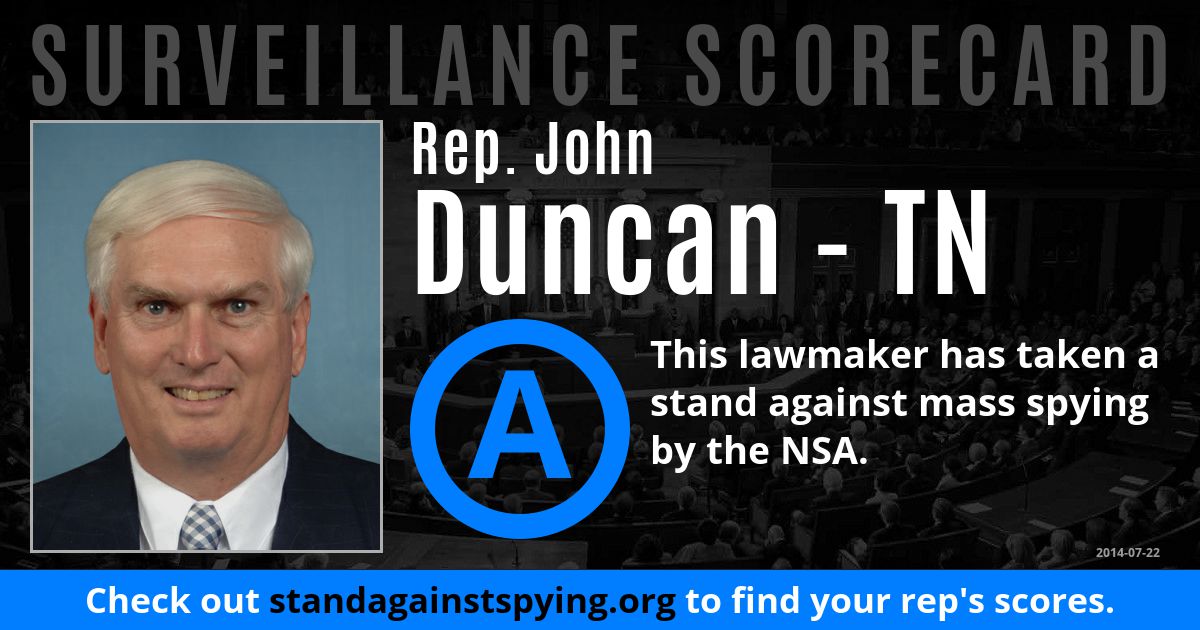 SURVEILLANCE SCORECARD
Rep. John
Duncan - TN
A
This lawmaker has taken a
stand against mass spying
by the NSA.
2014-07-22
Check out standagainstspying.org to find your rep's scores.